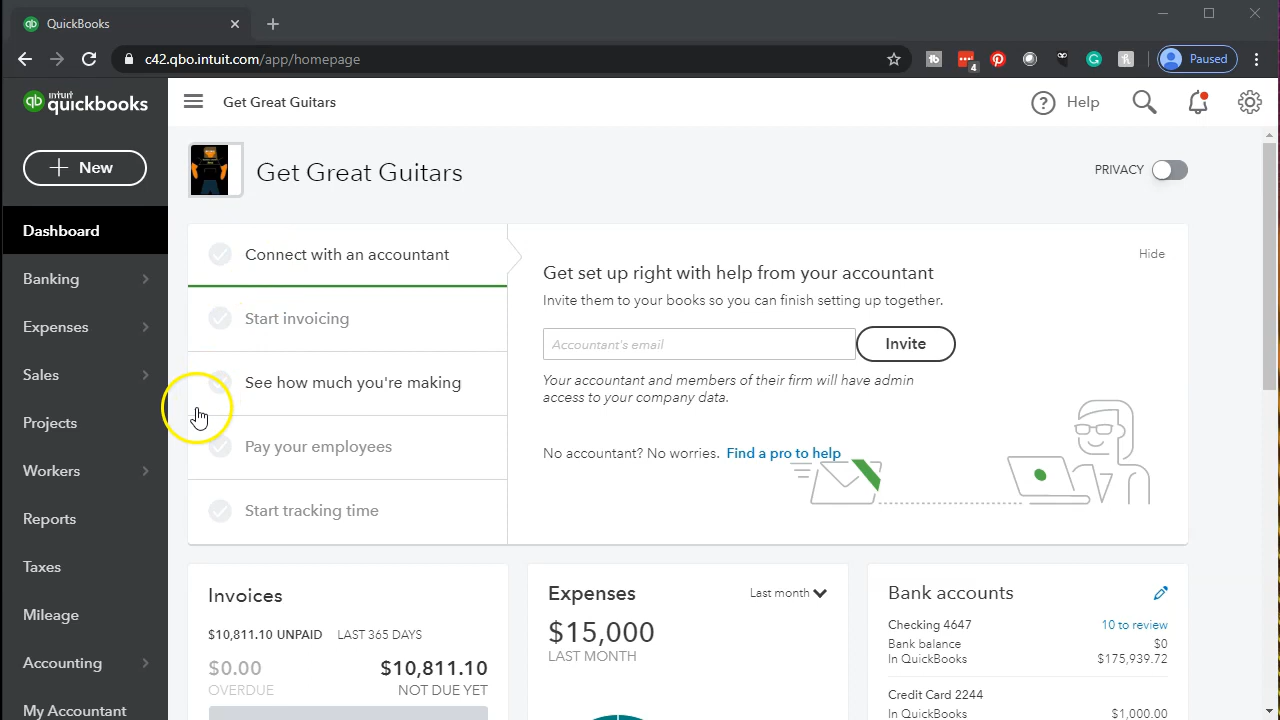 QuickBooks
c42.qbo.intuit.com/app/homepage
4
Paused
qb intuit quickbooks
Get Great Guitars
Help
New
Get Great Guitars
PRIVACY
Dashboard
Banking
Expenses
Sales
Projects
Workers
Reports
Taxes
Mileage
Accounting
My Accountant
Connect with an accountant
Start invoicing
See how much you're making
Pay your employees
Start tracking time
Hide
Get set up right with help from your accountant
Invite them to your books so you can finish setting up together.
Accountant's email
Invite
Your accountant and members of their firm will have admin
access to your company data.
No accountant? No worries. Find a pro to help
Invoices
$10,811.10 UNPAID LAST 365 DAYS
$0.00 $10,811.10
OVERDUE NOT DUE YET
Expenses Last month
$15,000
LAST MONTH
Bank accounts
Checking 4647 10 to review
Bank balance $0
In QuickBooks $175,939.72
Credit Card 2244
In QuickBooks $1,000.00